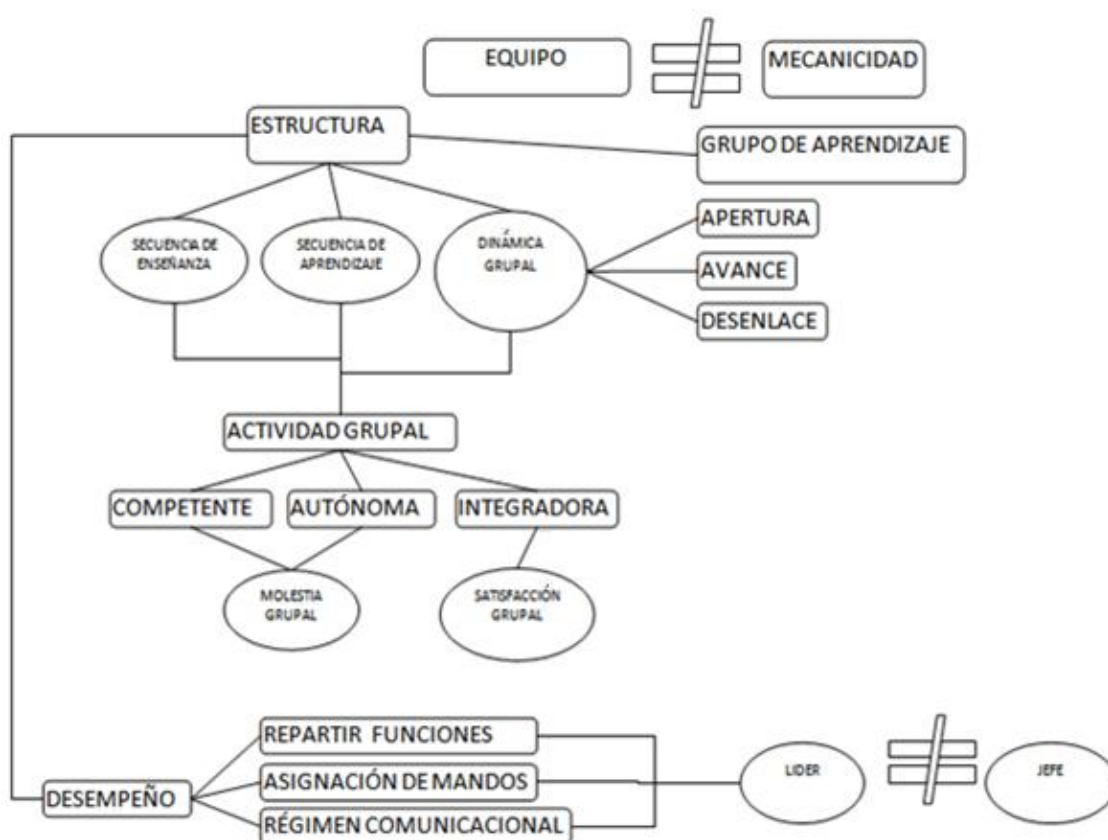 EQUIPO
MECANICIDAD
ESTRUCTURA
GRUPO DE APRENDIZAJE
SECUENCIA DE
ENSEÑANZA
SECUENCIA DE
APRENDIZAJE
DINÁMICA
GRUPAL
APERTURA
AVANCE
DESENLACE
ACTIVIDAD GRUPAL
COMPETENTE
AUTÓNOMA
INTEGRADORA
MOLESTIA
GRUPAL
SATISFACCIÓN
GRUPAL
REPARTIR FUNCIONES
ASIGNACIÓN DE MANDOS
RÉGIMEN COMUNICACIONAL
DESEMPEÑO
LIDER
JEFE